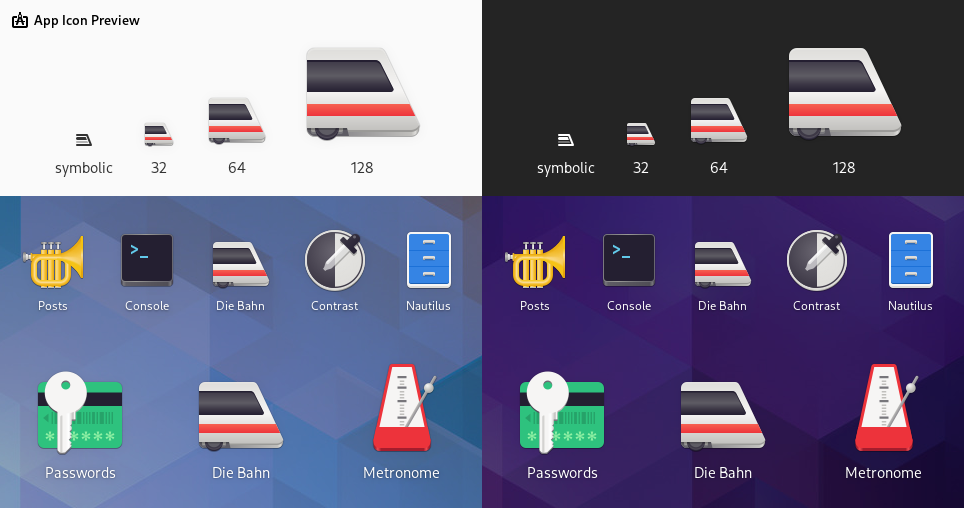 App Icon Preview
symbolic 32 64 128
symbolic 32 64 128
>_
>_
Posts Console Die Bahn Contrast Nautilus
Posts Console Die Bahn Contrast Nautilus
****
****
Passwords Die Bahn Metronome
Passwords Die Bahn Metronome